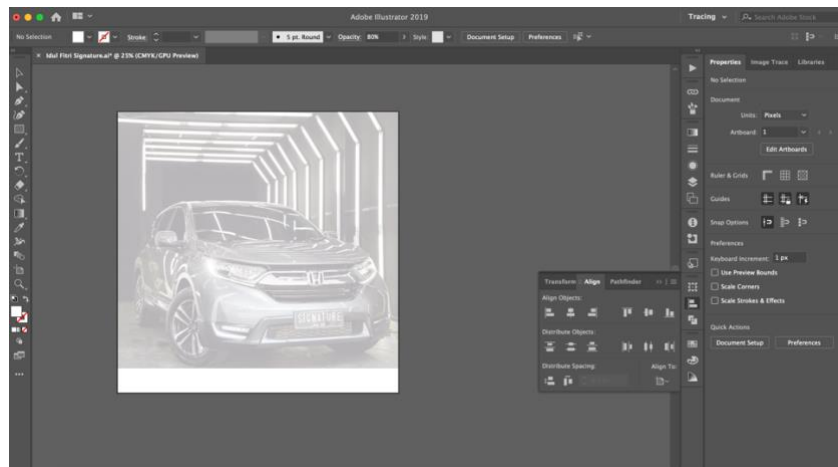 Adobe Illustrator 2019
Tracing
Search Adobe Stock
No Selection
Stroke:
5 pt. Round
Opacity: 80%
Style:
Document Setup
Preferences
× Idul Fitri Signature.ai* @ 23% (CMYK/GPU Preview)
Properties
Image Trace
Libraries
No Selection
Document
Units: Pixels
Artboard: 1
Edit Artboards
Ruler & Grids
Guides
Snap Options
Preferences
Keyboard Increment: 1 px
Use Preview Bounds
Scale Corners
Scale Strokes & Effects
Quick Actions
Document Setup
Preferences
Transform
Align
Pathfinder
Align Objects:
Distribute Objects:
Distribute Spacing:
Align To:
SIGNATURE